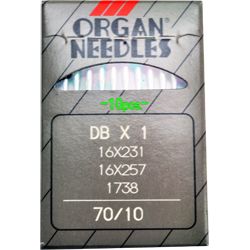 ORGAN
NEEDLES
-10pcs-
DB X 1
16X231
16X257
1738
70/10